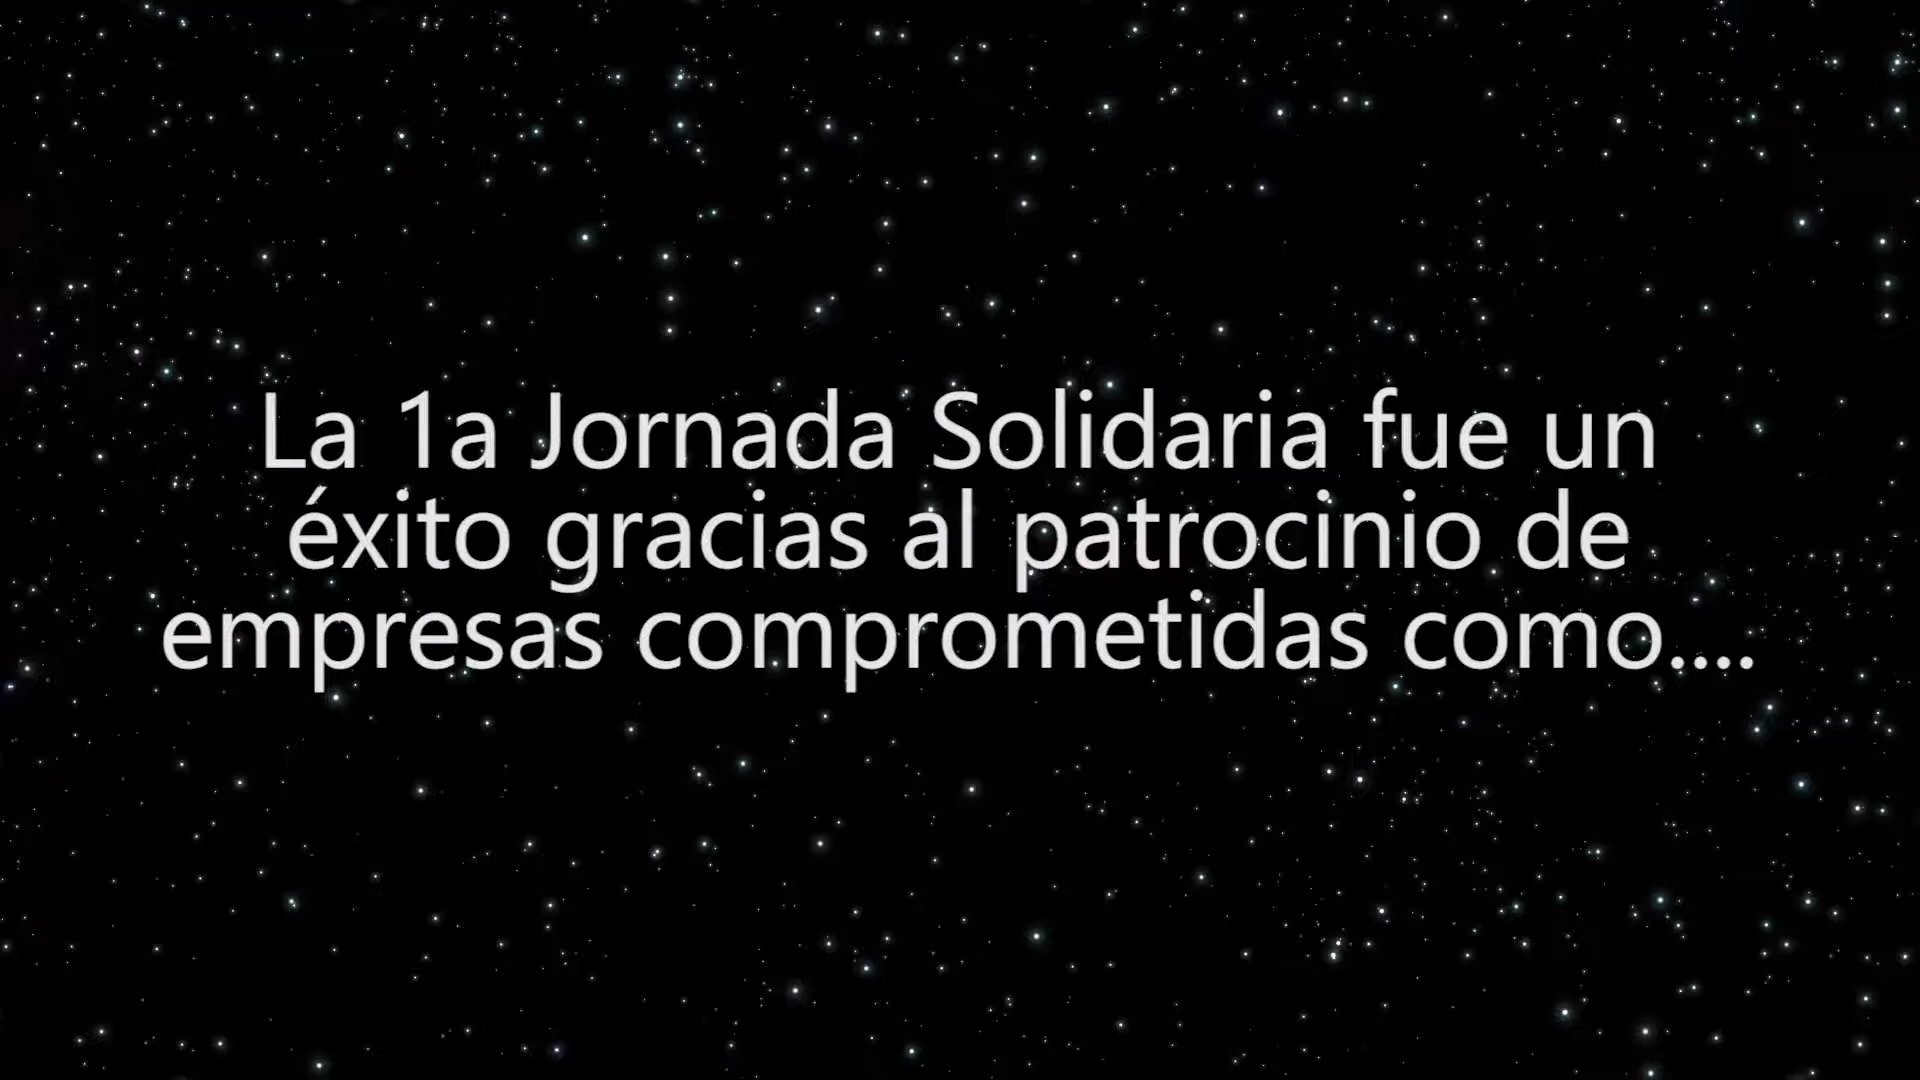 La 1a Jornada Solidaria fue un
éxito gracias al patrocinio de
empresas comprometidas como....